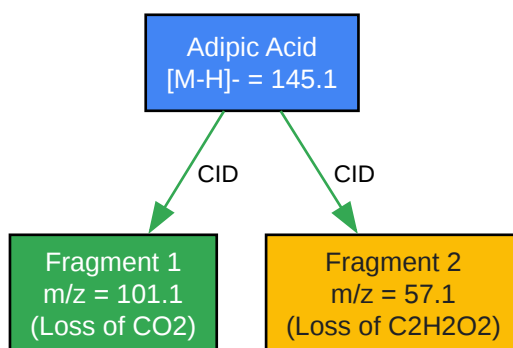 Adipic Acid
[M-H]- = 145.1
CID
CID
Fragment 1
m/z = 101.1
(Loss of CO2)
Fragment 2
m/z = 57.1
(Loss of C2H2O2)